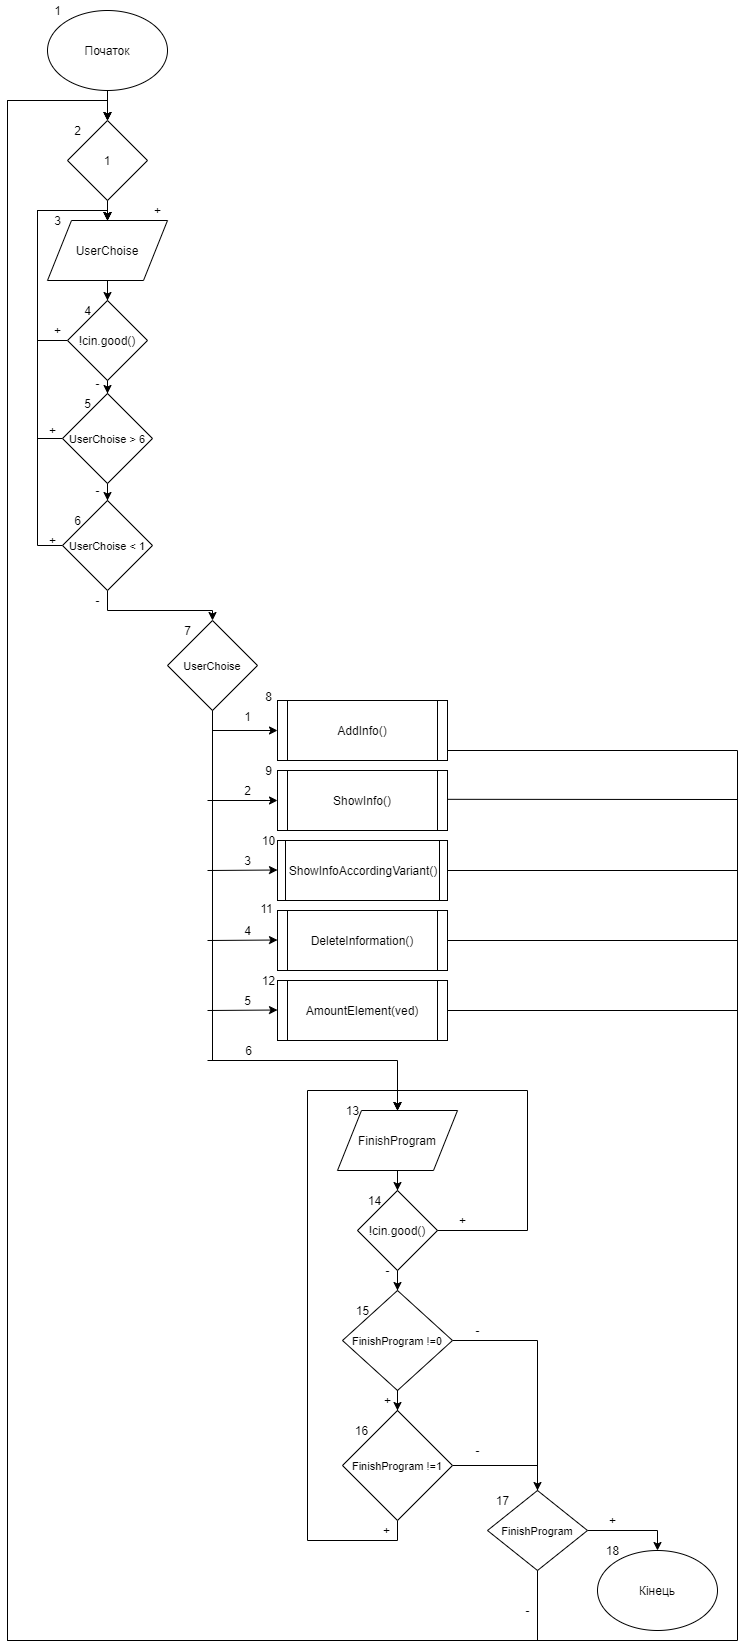 1
Початок
2
1
+
3
UserChoise
4
+
!cin.good()
-
5
+
UserChoise > 6
-
6
+
UserChoise < 1
-
7
UserChoise
8
1
AddInfo()
9
2
ShowInfo()
10
3
ShowInfoAccordingVariant()
11
4
DeleteInformation()
12
5
AmountElement(ved)
6
13
FinishProgram
14
!cin.good()
+
-
15
-
FinishProgram !=0
+
16
-
FinishProgram !=1
+
17
+
FinishProgram
18
Кінець
-